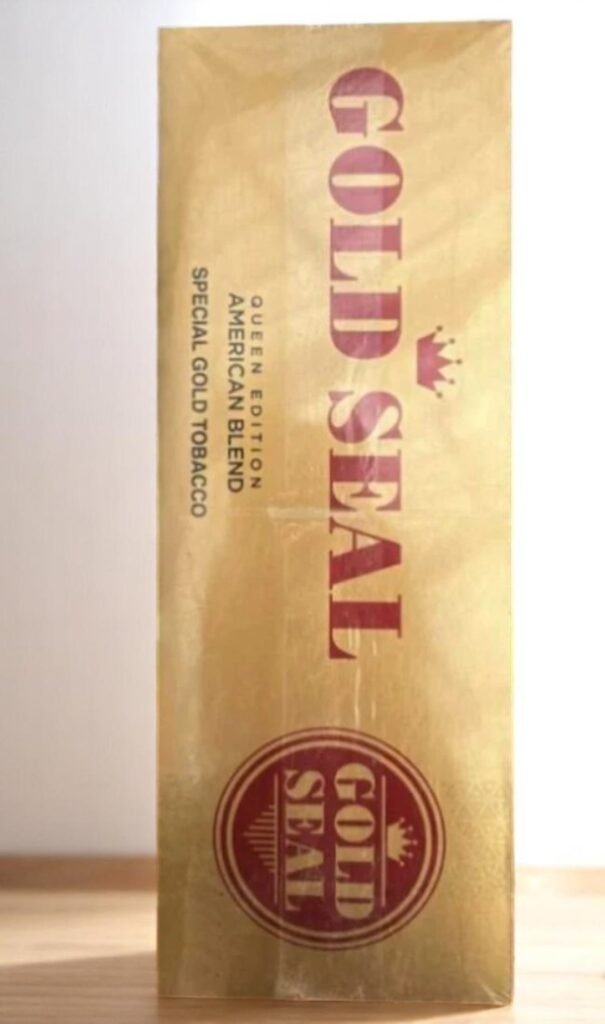 GOLD SEAL
QUEEN EDITION
AMERICAN BLEND
SPECIAL GOLD TOBACCO
GOLD
SEAL